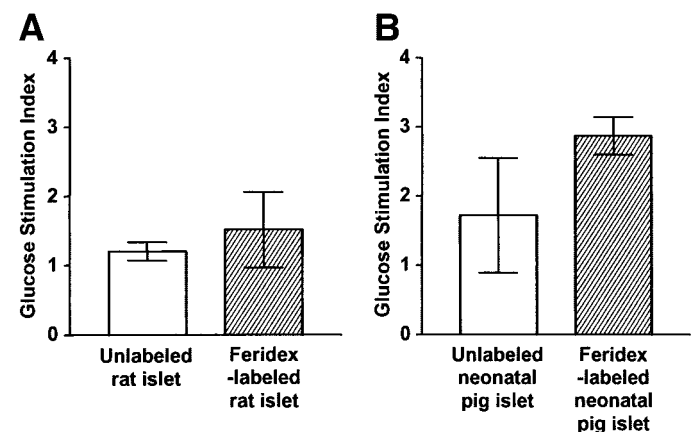 A
Glucose Stimulation Index
4
3
2
1
0
Unlabeled
rat islet
Feridex
-labeled
rat islet
B
Glucose Stimulation Index
4
3
2
1
0
Unlabeled
neonatal
pig islet
Feridex
-labeled
neonatal
pig islet